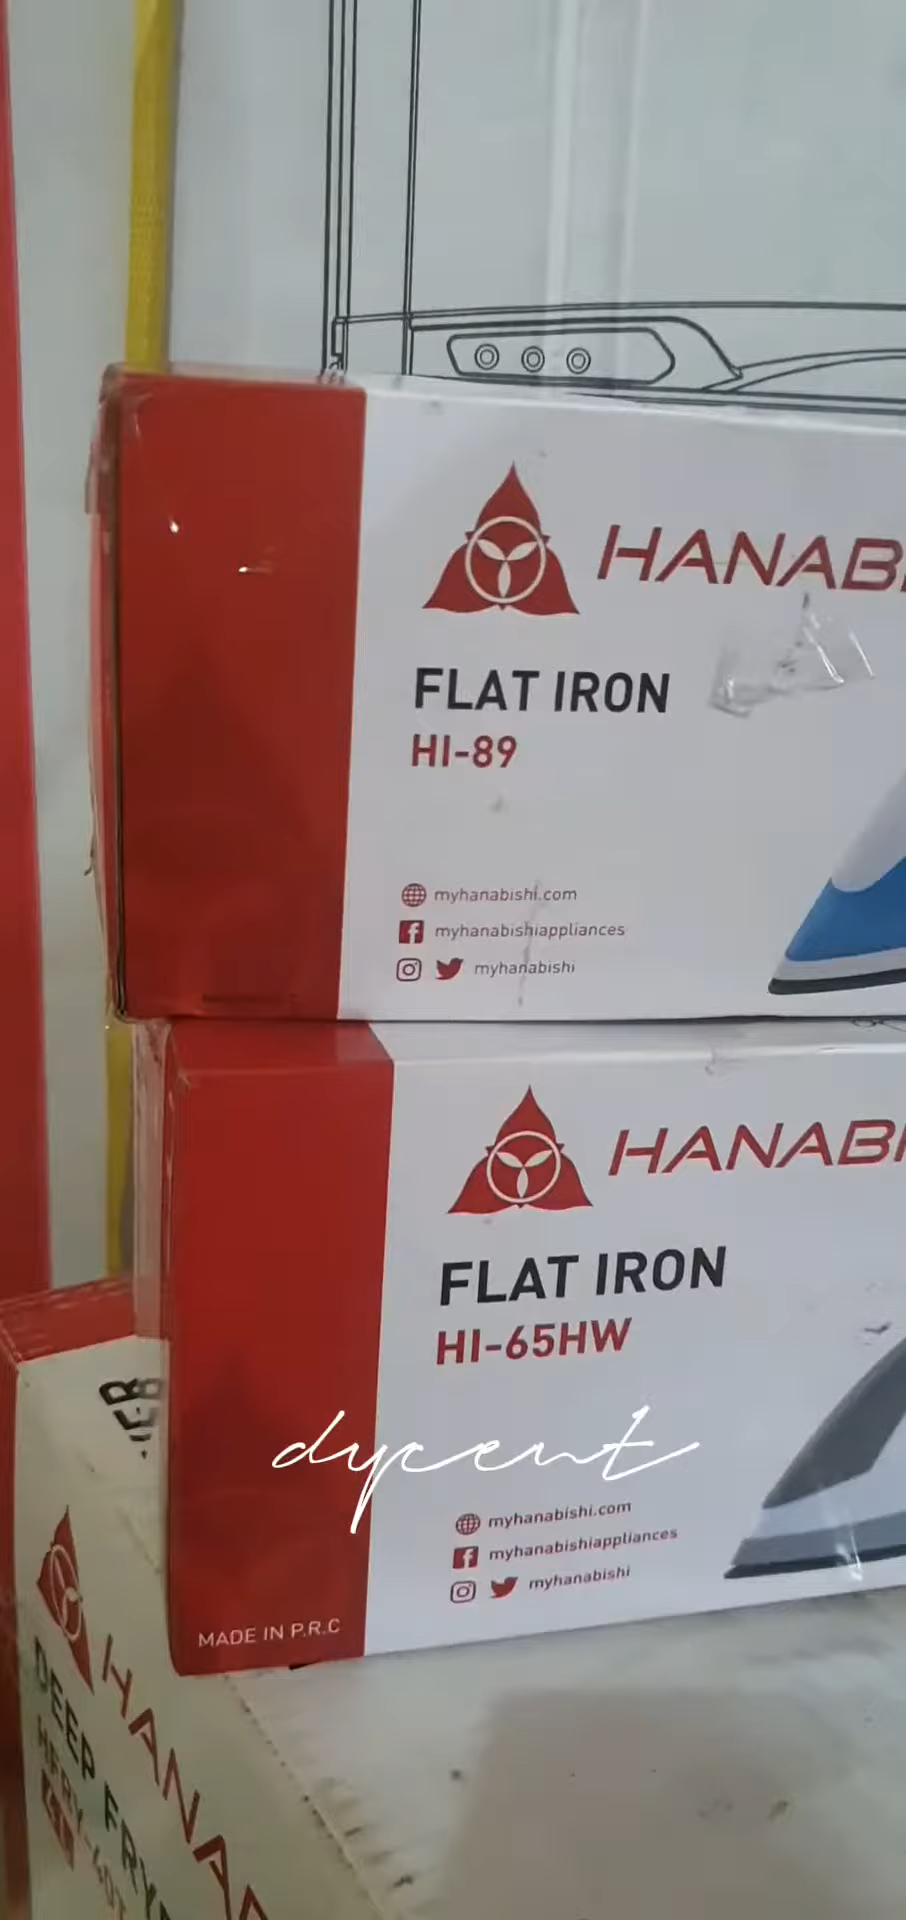 HANAB
FLAT IRON
HI-89
myhanabishi.com
myhanabishiappliances
myhanabishi
HANABI
FLAT IRON
HI-65HW
dycent
myhanabishi.com
myhanabishiappliances
myhanabishi
MADE IN P.R.C
HANA
DEEP FRY